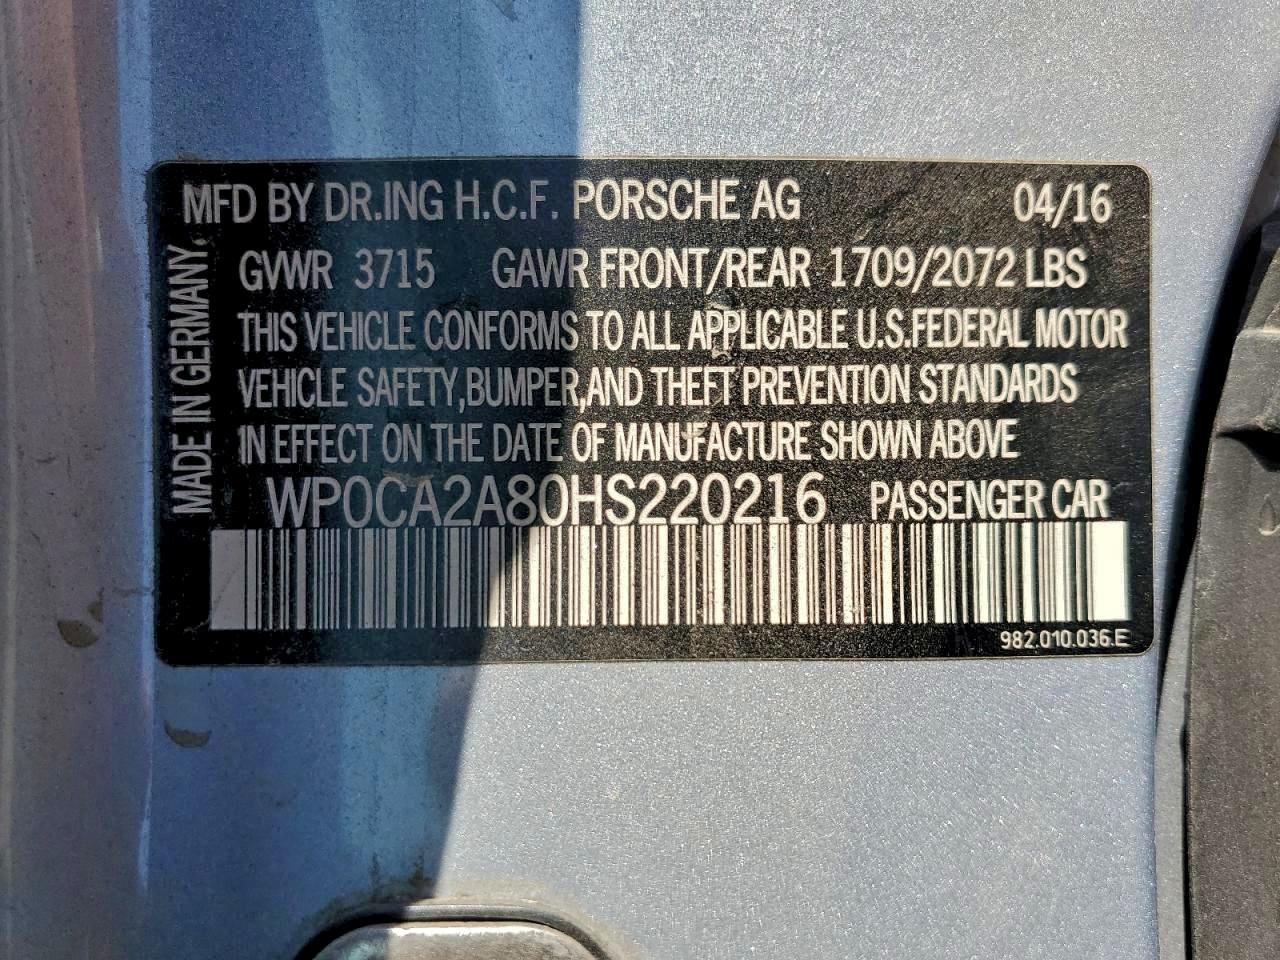 MFD BY DR.ING H.C.F. PORSCHE AG 04/16
GVWR 3715 GAWR FRONT/REAR 1709/2072 LBS
THIS VEHICLE CONFORMS TO ALL APPLICABLE U.S.FEDERAL MOTOR
VEHICLE SAFETY,BUMPER,AND THEFT PREVENTION STANDARDS
IN EFFECT ON THE DATE OF MANUFACTURE SHOWN ABOVE
WP0CA2A80HS220216 PASSENGER CAR
982.010.036.E
MADE IN GERMANY.